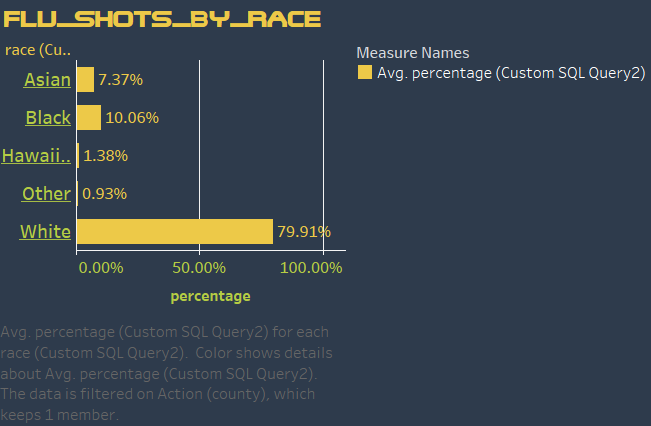 FLU_SHOTS_BY_RACE
race (Cu..
Measure Names
Avg. percentage (Custom SQL Query2)
Asian 7.37%
Black 10.06%
Hawaii.. 1.38%
Other 0.93%
White 79.91%
0.00% 50.00% 100.00%
percentage
Avg. percentage (Custom SQL Query2) for each
race (Custom SQL Query2). Color shows details
about Avg. percentage (Custom SQL Query2).
The data is filtered on Action (county), which
keeps 1 member.